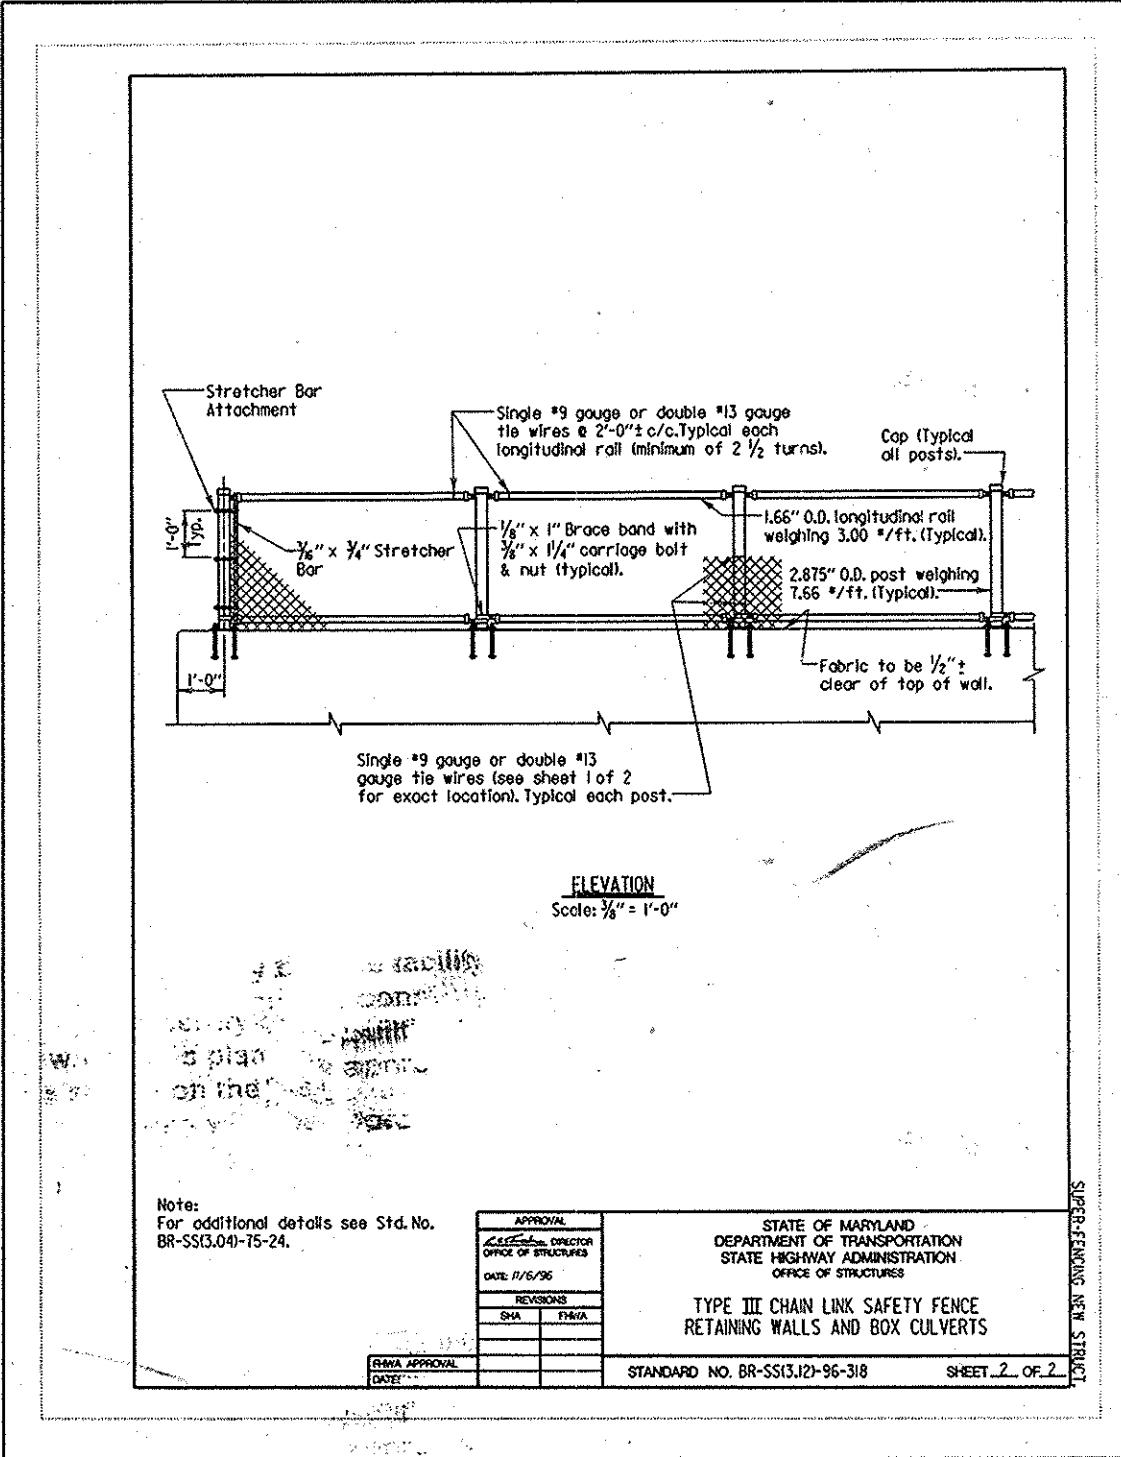 Stretcher Bar
Attachment
Single #9 gauge or double #13 gauge
tie wires @ 2'-0"± c/c. Typical each
longitudinal rail (minimum of 2 1/2 turns).
Cap (Typical
all posts).
1'-0"
Typ.
3/16" x 3/4" Stretcher
Bar
1/8" x 1" Brace band with
3/8" x 1 1/4" carriage bolt
& nut (typical).
1.66" O.D. longitudinal rail
weighing 3.00 #/ft. (Typical).
2.875" O.D. post weighing
7.66 #/ft. (Typical).
1'-0"
Fabric to be 1/2"±
clear of top of wall.
Single #9 gauge or double #13
gauge tie wires (see sheet 1 of 2
for exact location). Typical each post.
ELEVATION
Scale: 3/8" = 1'-0"
facility
plan
on the
Note:
For additional details see Std. No.
BR-SS(3.04)-75-24.
APPROVAL
DIRECTOR
OFFICE OF STRUCTURES
DATE: 11/6/96
REVISIONS
SHA FHWA
FHWA APPROVAL
DATE:
STATE OF MARYLAND
DEPARTMENT OF TRANSPORTATION
STATE HIGHWAY ADMINISTRATION
OFFICE OF STRUCTURES
TYPE III CHAIN LINK SAFETY FENCE
RETAINING WALLS AND BOX CULVERTS
STANDARD NO. BR-SS(3.12)-96-318 SHEET 2 OF 2
SUPER-FENCING NEW STRUCT.